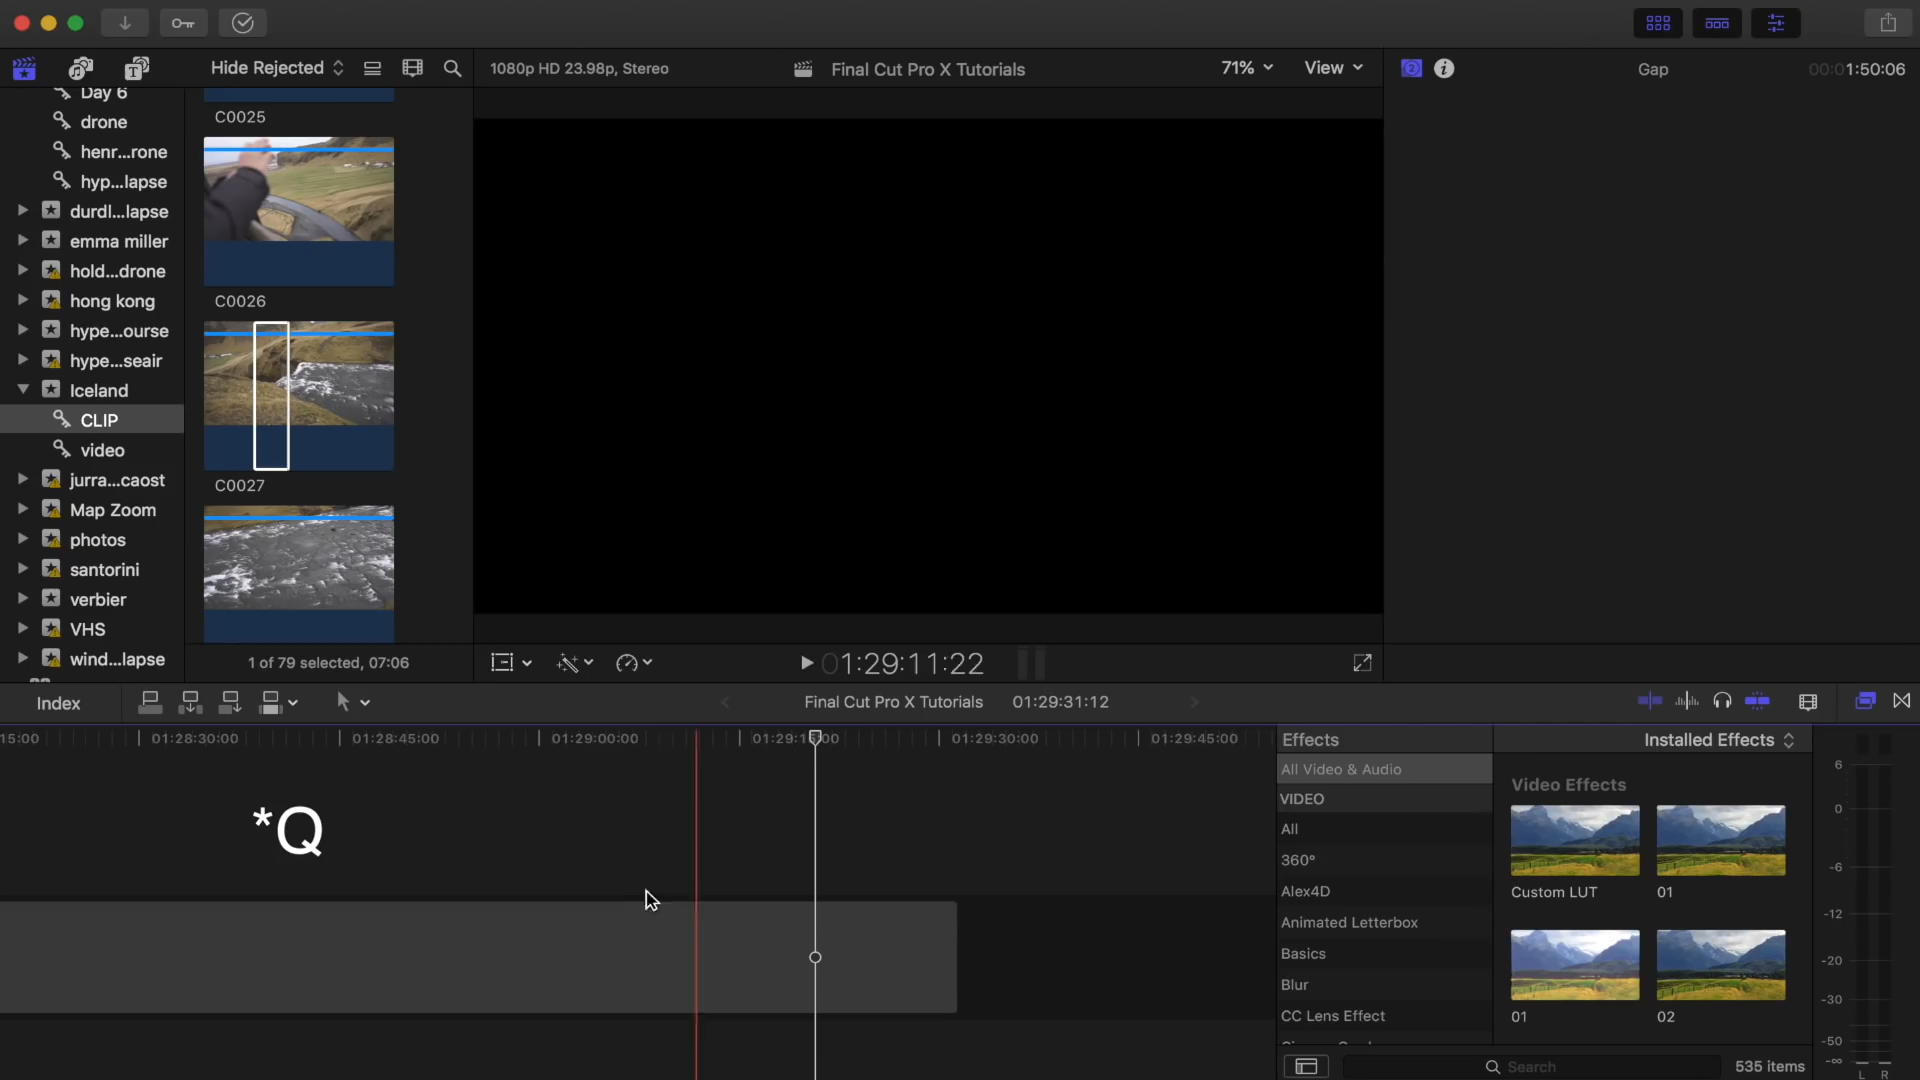 Hide Rejected
1080p HD 23.98p, Stereo
Final Cut Pro X Tutorials
71%
View
Gap
00:01:50:06
Day 6
drone
henr...rone
hyp...lapse
durdl...lapse
emma miller
hold...drone
hong kong
hype...ourse
hype...seair
Iceland
CLIP
video
jurra...caost
Map Zoom
photos
santorini
verbier
VHS
wind...lapse
C0025
C0026
C0027
1 of 79 selected, 07:06
01:29:11:22
Index
Final Cut Pro X Tutorials
01:29:31:12
15:00
01:28:30:00
01:28:45:00
01:29:00:00
01:29:15:00
01:29:30:00
01:29:45:00
*Q
Effects
Installed Effects
All Video & Audio
VIDEO
All
360°
Alex4D
Animated Letterbox
Basics
Blur
CC Lens Effect
Video Effects
Custom LUT
01
01
02
Search
535 items
6
0
-6
-12
-20
-30
-50
-∞
L R